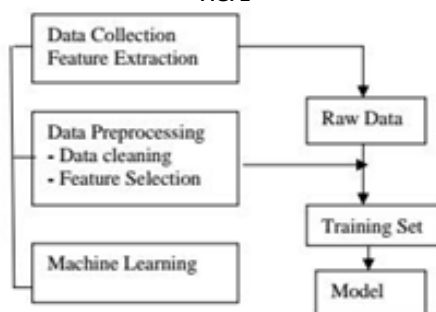 Data Collection
Feature Extraction
Raw Data
Data Preprocessing
- Data cleaning
- Feature Selection
Training Set
Machine Learning
Model